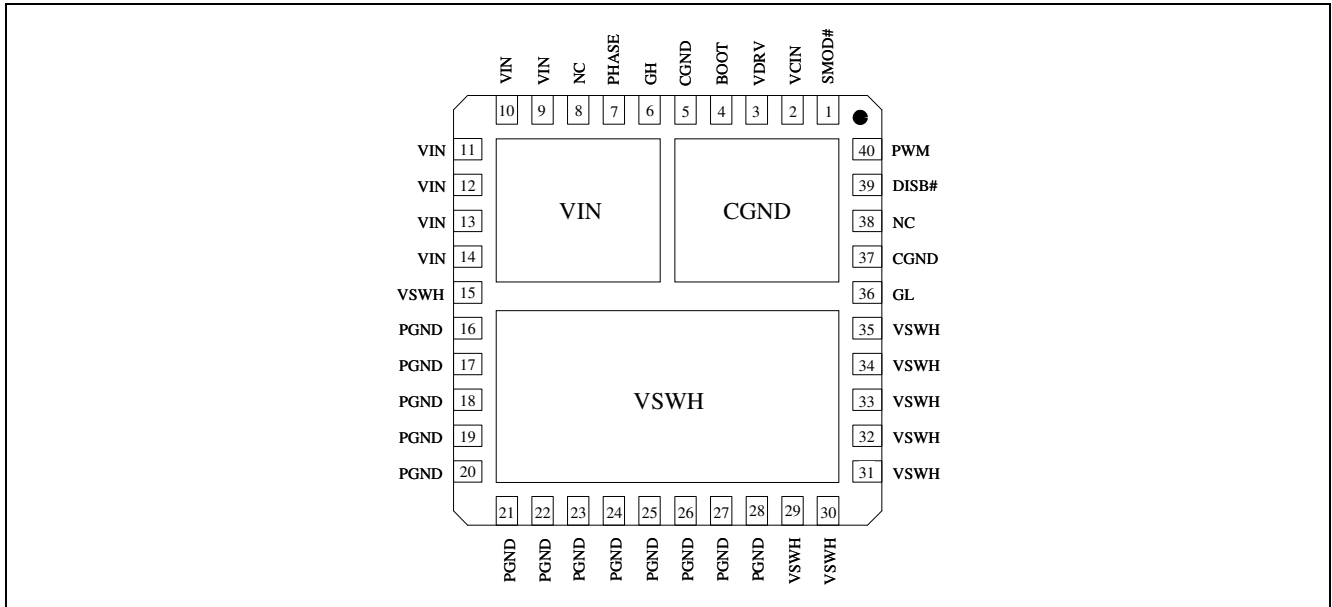 VIN VIN NC PHASE GH CGND BOOT VDRV VCIN SMOD#
10 9 8 7 6 5 4 3 2 1
VIN 11 40 PWM
VIN 12 39 DISB#
VIN CGND
VIN 13 38 NC
VIN 14 37 CGND
VSWH 15 36 GL
PGND 16 35 VSWH
PGND 17 34 VSWH
PGND 18 VSWH 33 VSWH
PGND 19 32 VSWH
PGND 20 31 VSWH
21 22 23 24 25 26 27 28 29 30
PGND PGND PGND PGND PGND PGND PGND PGND VSWH VSWH